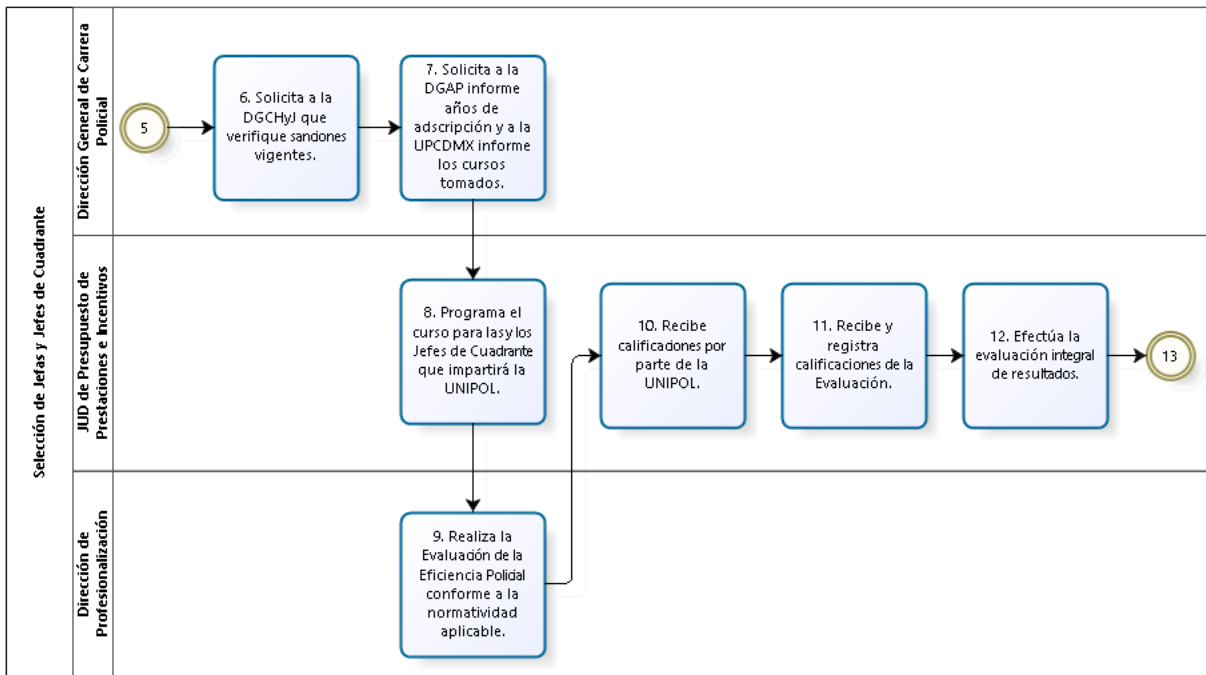 Selección de Jefas y Jefes de Cuadrante
Dirección General de Carrera
Policial
5
6. Solicita a la
DGCHyJ que
verifique sanciones
vigentes.
7. Solicita a la
DGAP informe
años de
adscripción y a la
UPCDMX informe
los cursos
tomados.
JUD de Presupuesto de
Prestaciones e Incentivos
8. Programa el
curso para las y los
Jefes de Cuadrante
que impartirá la
UNIPOL.
10. Recibe
calificaciones por
parte de la
UNIPOL.
11. Recibe y
registra
calificaciones de la
Evaluación.
12. Efectúa la
evaluación integral
de resultados.
13
Dirección de
Profesionalización
9. Realiza la
Evaluación de la
Eficiencia Policial
conforme a la
normatividad
aplicable.